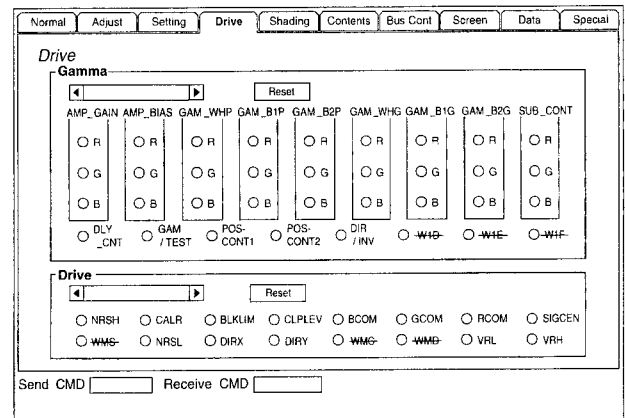 Normal Adjust Setting Drive Shading Contents Bus Cont Screen Data Special
Drive
Gamma
Reset
AMP_GAIN AMP_BIAS GAM_WHP GAM_B1P GAM_B2P GAM_WHG GAM_B1G GAM_B2G SUB_CONT
R R R R R R R R R
G G G G G G G G G
B B B B B B B B B
DLY GAM POS- POS- DIR W1D W1E W1F
_CNT / TEST CONT1 CONT2 / INV
Drive
Reset
NRSH CALR BLKLIM CLPLEV BCOM GCOM RCOM SIGCEN
WMS NRSL DIRX DIRY WMG WMD VRL VRH
Send CMD Receive CMD